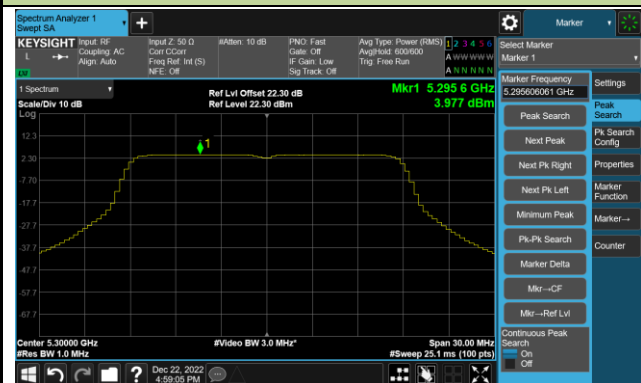 Spectrum Analyzer 1
Swept SA
KEYSIGHT
L
Input: RF
Coupling: AC
Align: Auto
Input Z: 50 Ω
Corr CCorr
Freq Ref: Int (S)
NFE: Off
#Atten: 10 dB
PNO: Fast
Gate: Off
IF Gain: Low
Sig Track: Off
Avg Type: Power (RMS)
Avg|Hold: 600/600
Trig: Free Run
1 2 3 4 5 6
A W W W W W
A N N N N N
1 Spectrum
Scale/Div 10 dB
Log
Ref Lvl Offset 22.30 dB
Ref Level 22.30 dBm
Mkr1 5.295 6 GHz
3.977 dBm
12.3
2.30
-7.70
-17.7
-27.7
-37.7
-47.7
-57.7
-67.7
1
Center 5.30000 GHz
#Res BW 1.0 MHz
#Video BW 3.0 MHz*
Span 30.00 MHz
#Sweep 25.1 ms (100 pts)
Dec 22, 2022
4:59:05 PM
?
Marker
Select Marker
Marker 1
Marker Frequency
5.295606061 GHz
Peak Search
Next Peak
Next Pk Right
Next Pk Left
Minimum Peak
Pk-Pk Search
Marker Delta
Mkr→CF
Mkr→Ref Lvl
Continuous Peak
Search
On
Off
Settings
Peak
Search
Pk Search
Config
Properties
Marker
Function
Marker→
Counter